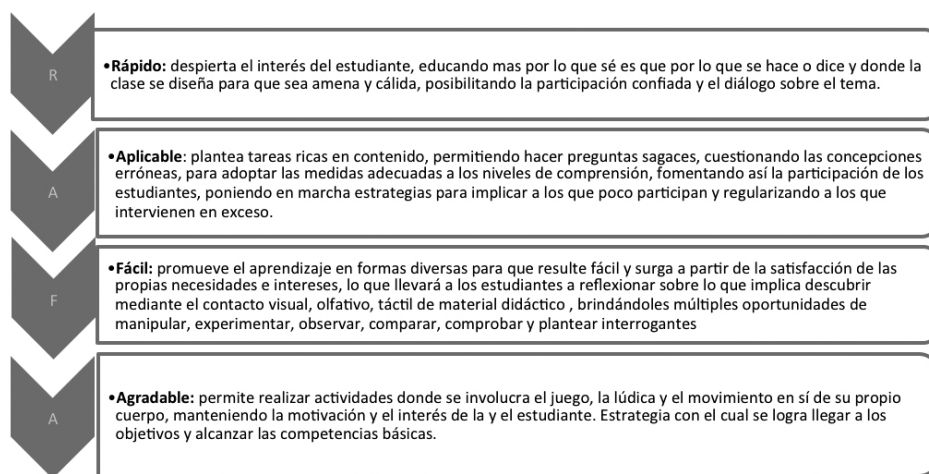 R
•Rápido: despierta el interés del estudiante, educando mas por lo que sé es que por lo que se hace o dice y donde la
clase se diseña para que sea amena y cálida, posibilitando la participación confiada y el diálogo sobre el tema.
A
•Aplicable: plantea tareas ricas en contenido, permitiendo hacer preguntas sagaces, cuestionando las concepciones
erróneas, para adoptar las medidas adecuadas a los niveles de comprensión, fomentando así la participación de los
estudiantes, poniendo en marcha estrategias para implicar a los que poco participan y regularizando a los que
intervienen en exceso.
F
•Fácil: promueve el aprendizaje en formas diversas para que resulte fácil y surga a partir de la satisfacción de las
propias necesidades e intereses, lo que llevará a los estudiantes a reflexionar sobre lo que implica descubrir
mediante el contacto visual, olfativo, táctil de material didáctico , brindándoles múltiples oportunidades de
manipular, experimentar, observar, comparar, comprobar y plantear interrogantes
A
•Agradable: permite realizar actividades donde se involucra el juego, la lúdica y el movimiento en sí de su propio
cuerpo, manteniendo la motivación y el interés de la y el estudiante. Estrategia con el cual se logra llegar a los
objetivos y alcanzar las competencias básicas.